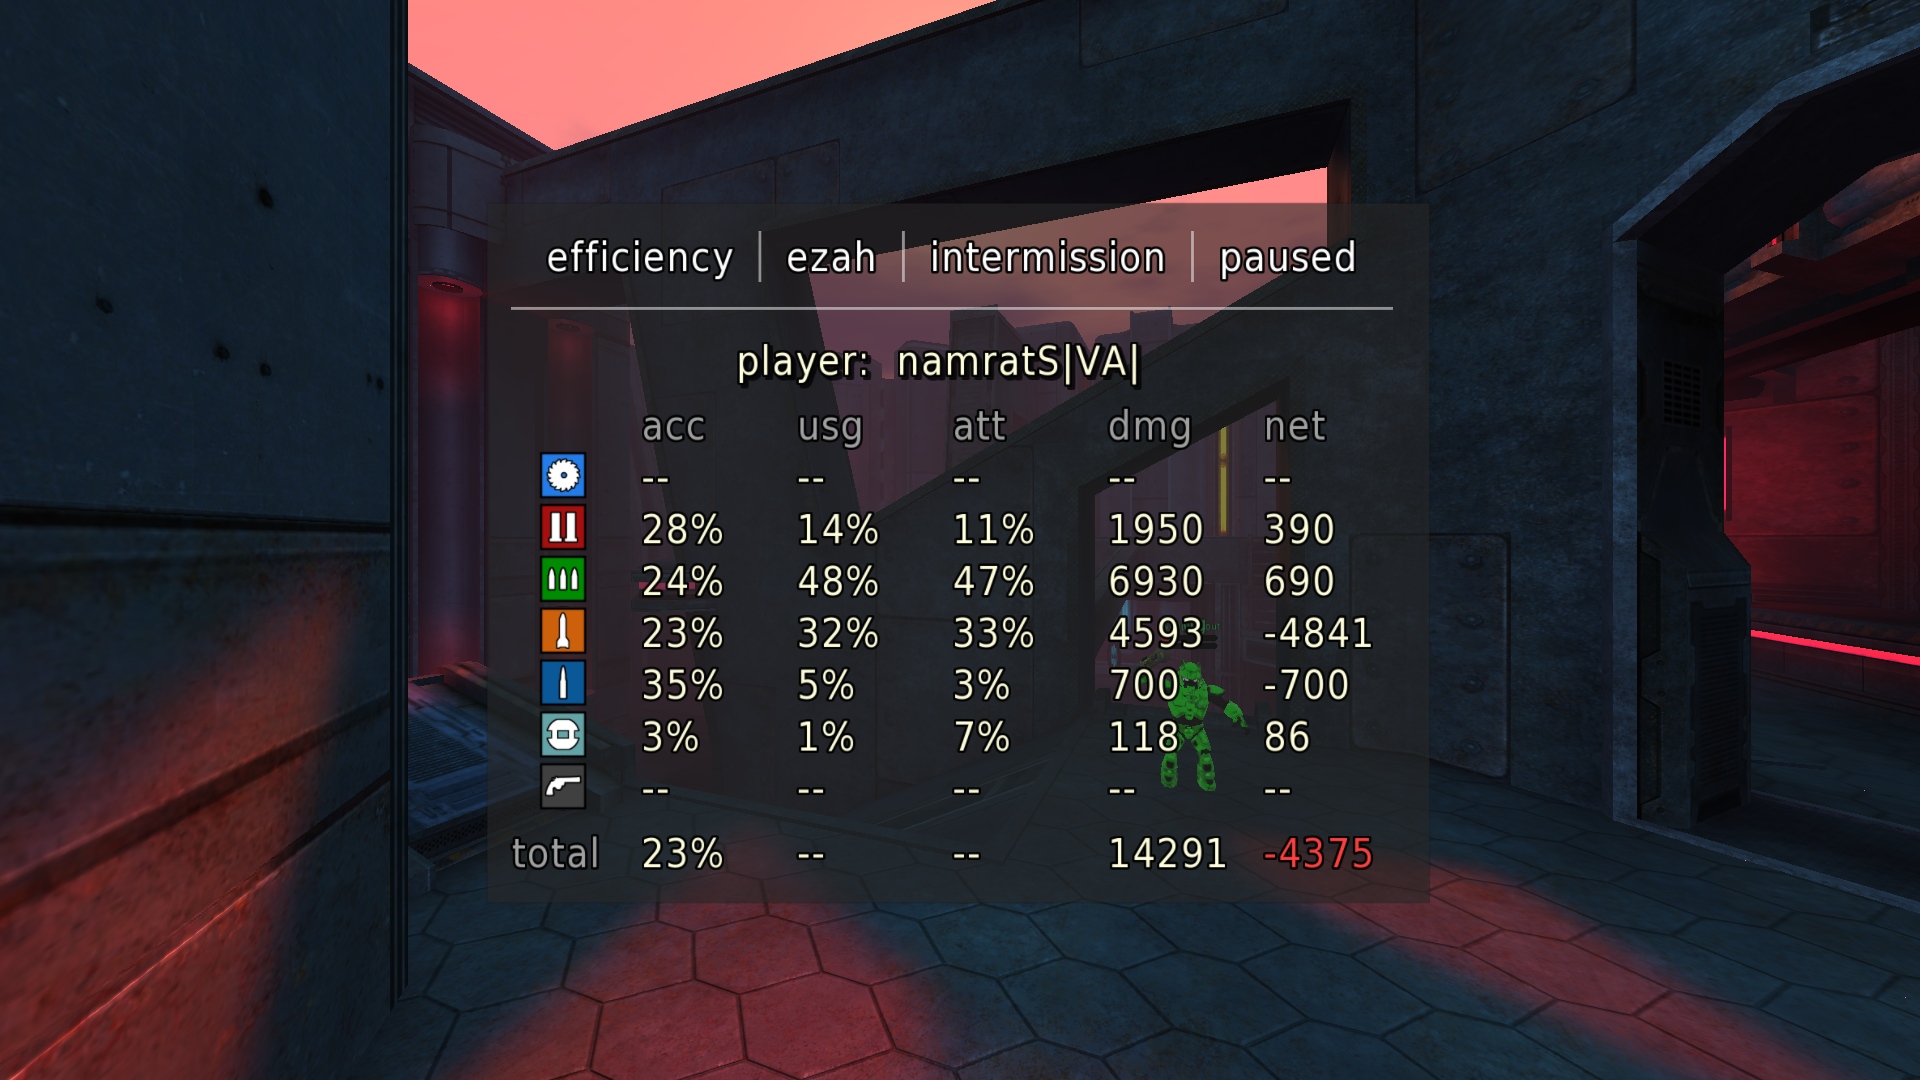 efficiency | ezah | intermission | paused
player: namratS|VA|
acc usg att dmg net
-- -- -- -- --
28% 14% 11% 1950 390
24% 48% 47% 6930 690
23% 32% 33% 4593 -4841
35% 5% 3% 700 -700
3% 1% 7% 118 86
-- -- -- -- --
total 23% -- -- 14291 -4375